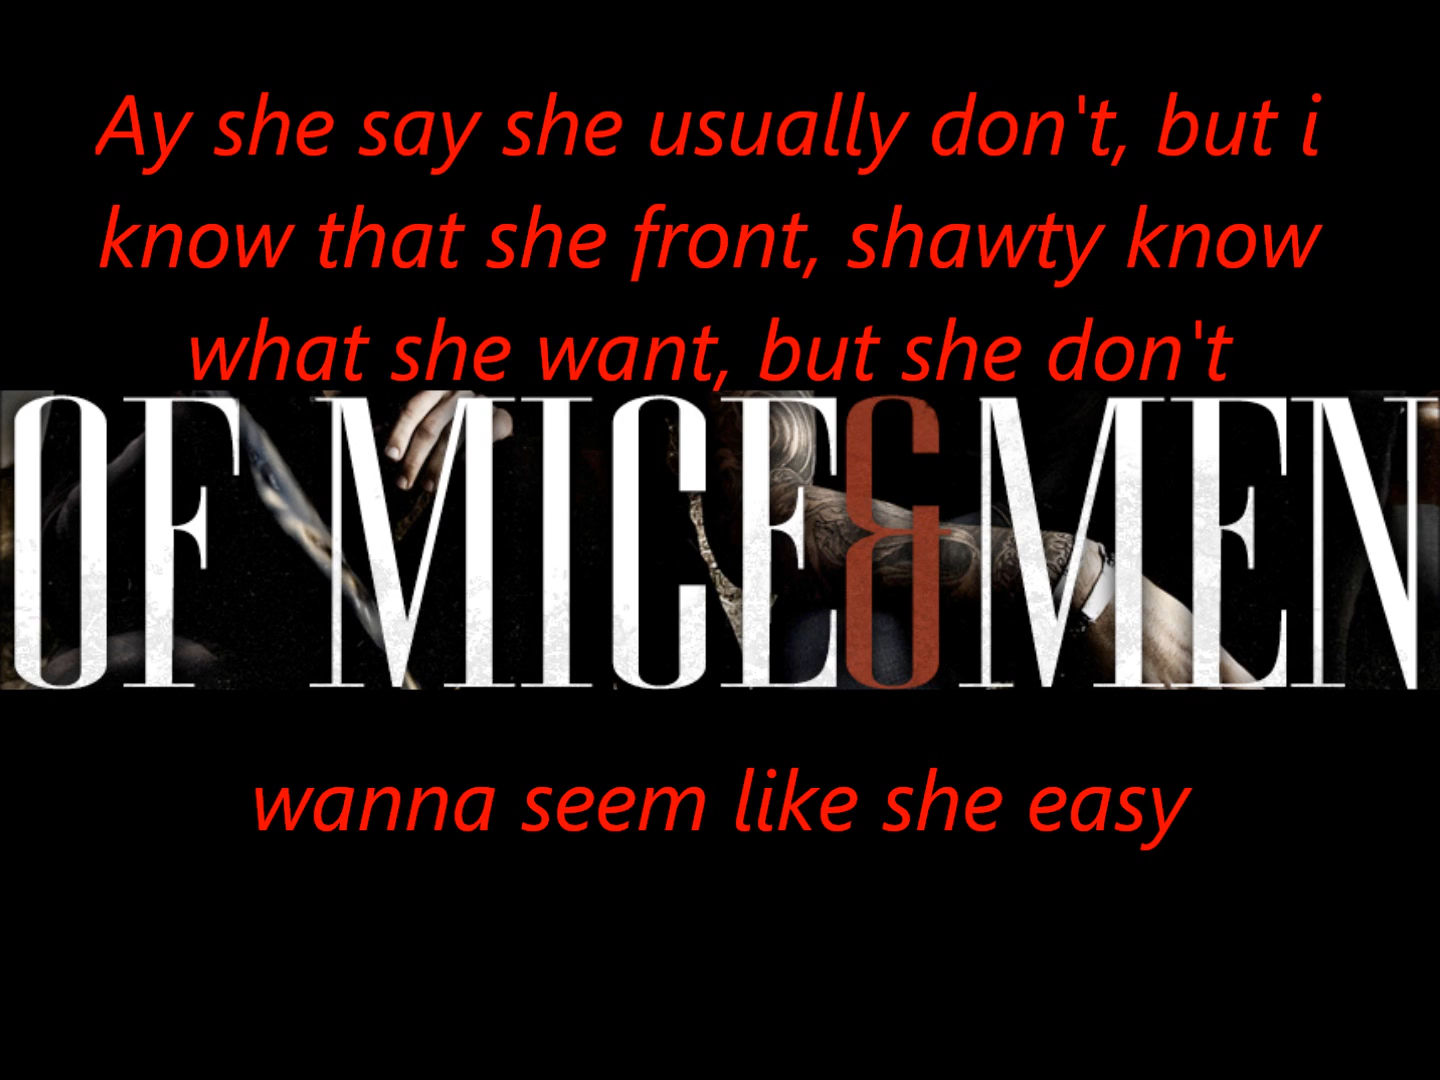 Ay she say she usually don't, but i
know that she front, shawty know
what she want, but she don't
OF MICE & MEN
wanna seem like she easy